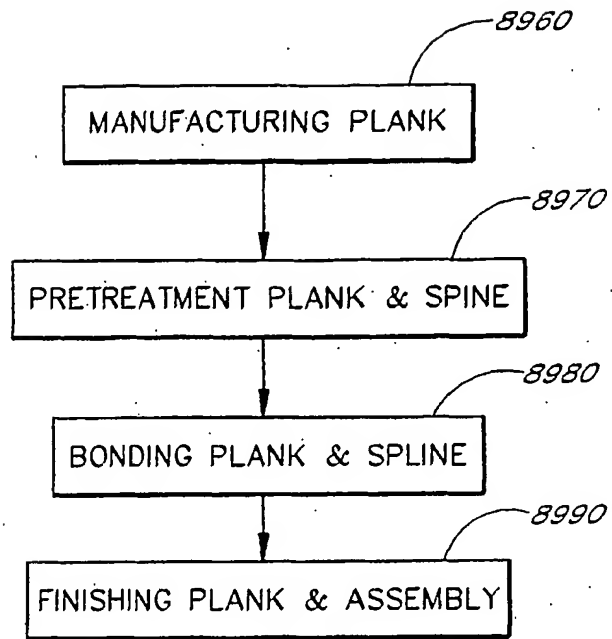 8960
MANUFACTURING PLANK
8970
PRETREATMENT PLANK & SPINE
8980
BONDING PLANK & SPLINE
8990
FINISHING PLANK & ASSEMBLY